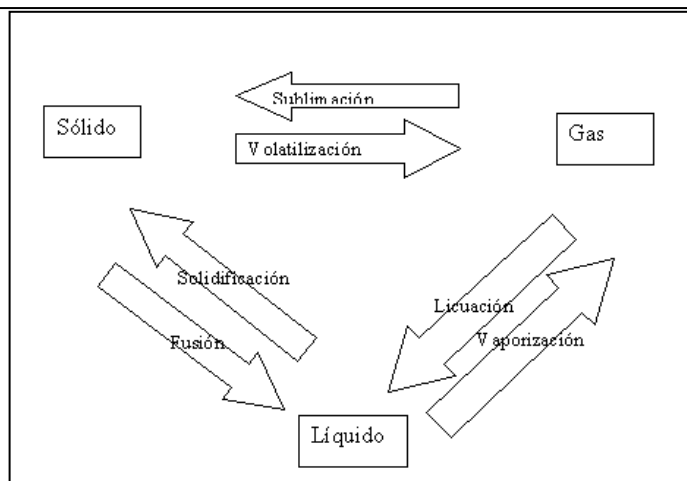 Sublimación
Sólido
Gas
Volatilización
Solidificación
Licuación
Fusión
Vaporización
Líquido